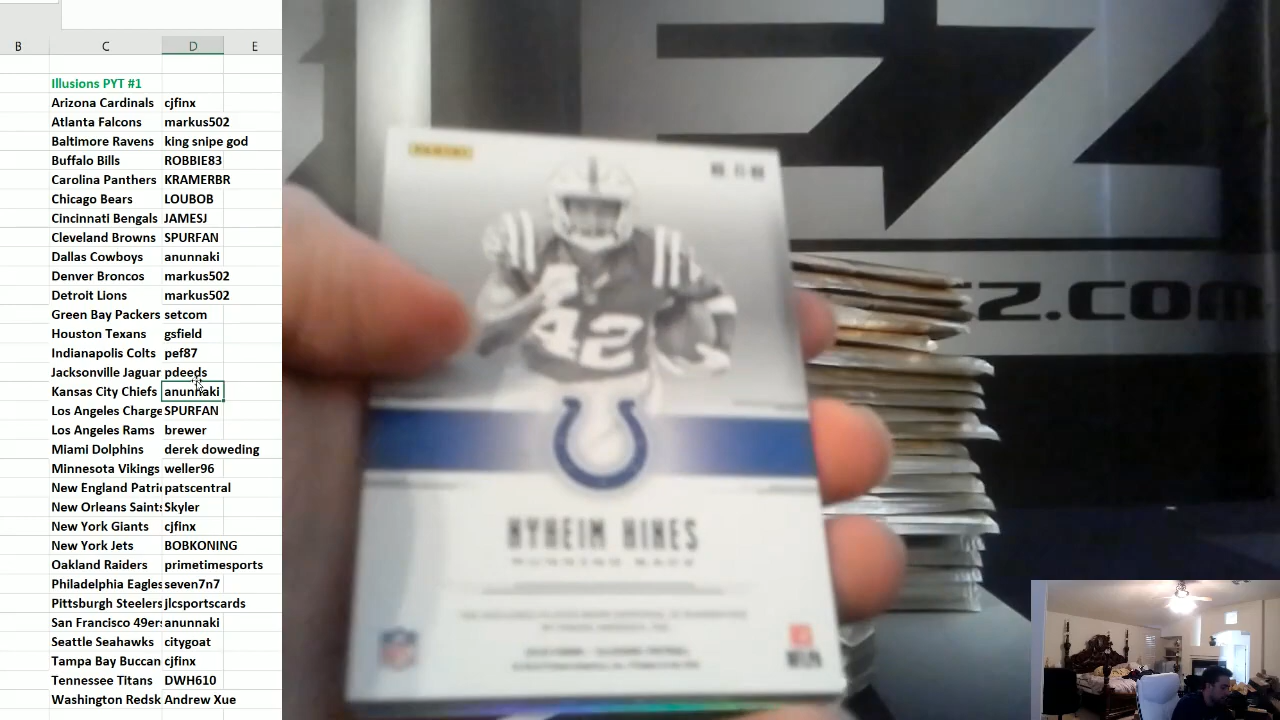 B C D E
Illusions PYT #1
Arizona Cardinals cjfinx
Atlanta Falcons markus502
Baltimore Ravens king snipe god
Buffalo Bills ROBBIE83
Carolina Panthers KRAMERBR
Chicago Bears LOUBOB
Cincinnati Bengals JAMESJ
Cleveland Browns SPURFAN
Dallas Cowboys anunnaki
Denver Broncos markus502
Detroit Lions markus502
Green Bay Packers setcom
Houston Texans gsfield
Indianapolis Colts pef87
Jacksonville Jaguar pdeeds
Kansas City Chiefs anunnaki
Los Angeles Charge SPURFAN
Los Angeles Rams brewer
Miami Dolphins derek doweding
Minnesota Vikings weller96
New England Patri patscentral
New Orleans Saints Skyler
New York Giants cjfinx
New York Jets BOBKONING
Oakland Raiders primetimesports
Philadelphia Eagles seven7n7
Pittsburgh Steelers jlcsportscards
San Francisco 49er anunnaki
Seattle Seahawks citygoat
Tampa Bay Buccan cjfinx
Tennessee Titans DWH610
Washington Redsk Andrew Xue
PANINI
42
NYHEIM HINES
RUNNING BACK
EZ
EZ.COM